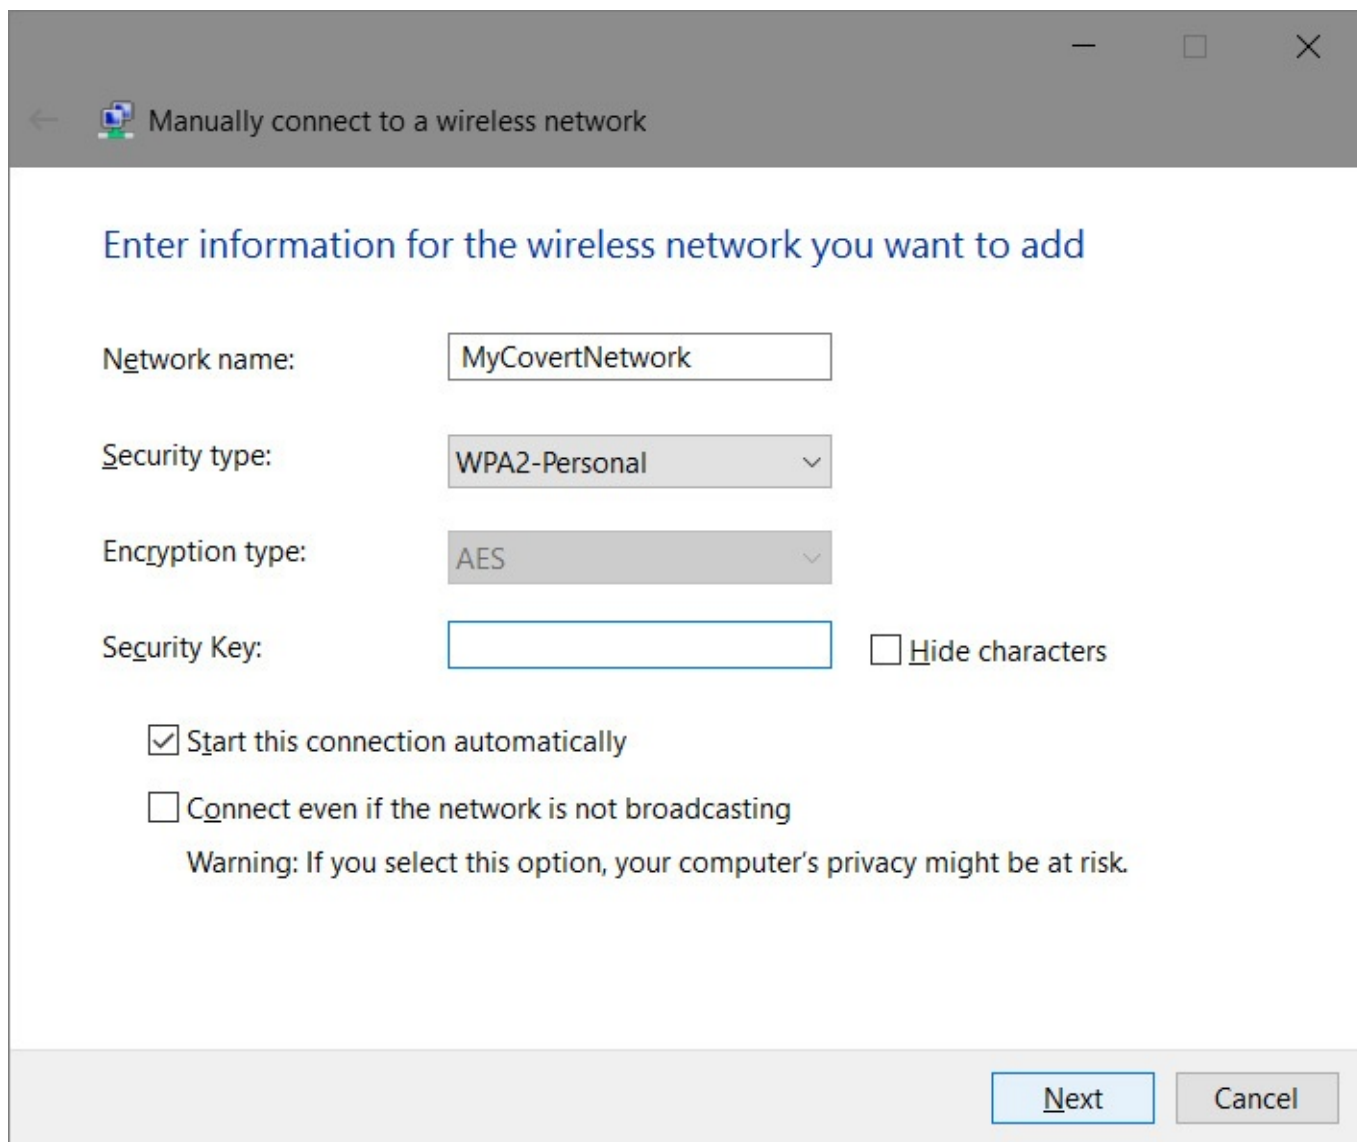 Manually connect to a wireless network
Enter information for the wireless network you want to add
Network name: MyCovertNetwork
Security type: WPA2-Personal
Encryption type: AES
Security Key: Hide characters
Start this connection automatically
Connect even if the network is not broadcasting
Warning: If you select this option, your computer's privacy might be at risk.
Next Cancel